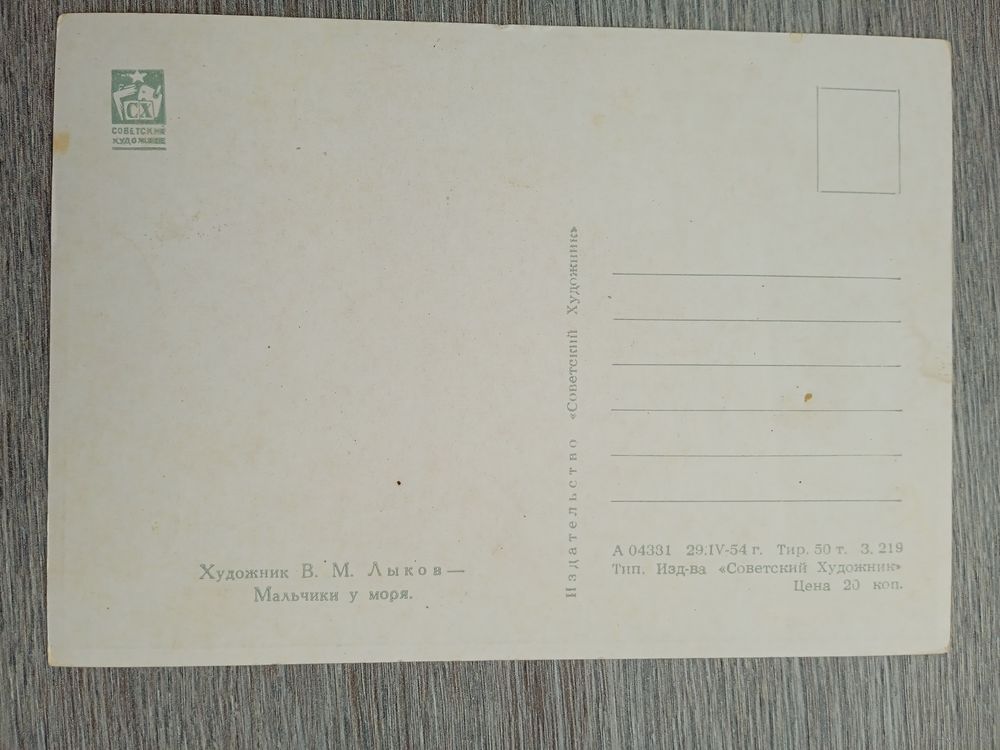 СХ
СОВЕТСКИЙ
ХУДОЖНИК
Художник В. М. Лыков —
Мальчики у моря.
Издательство «Советский Художник»
А 04331 29.IV-54 г. Тир. 50 т. З. 219
Тип. Изд-ва «Советский Художник»
Цена 20 коп.